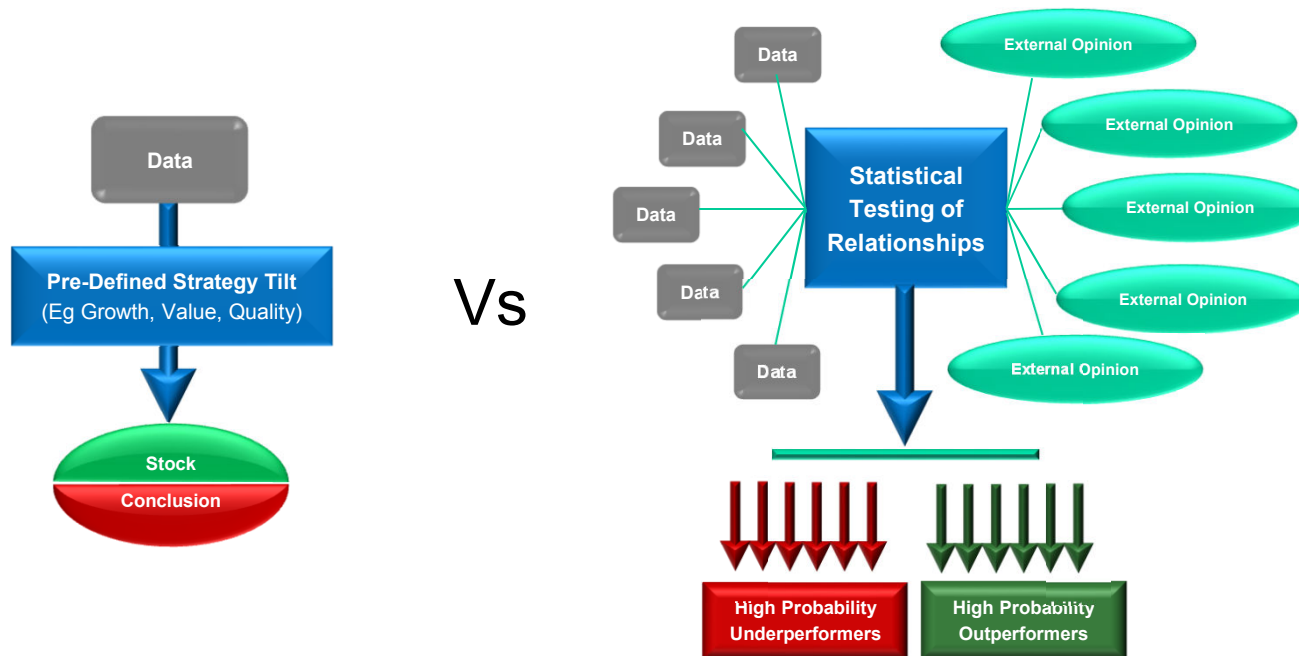 Data
Pre-Defined Strategy Tilt
(Eg Growth, Value, Quality)
Stock
Conclusion
Vs
Data
Data
Data
Data
Data
Statistical
Testing of
Relationships
External Opinion
External Opinion
External Opinion
External Opinion
External Opinion
High Probability
Underperformers
High Probability
Outperformers